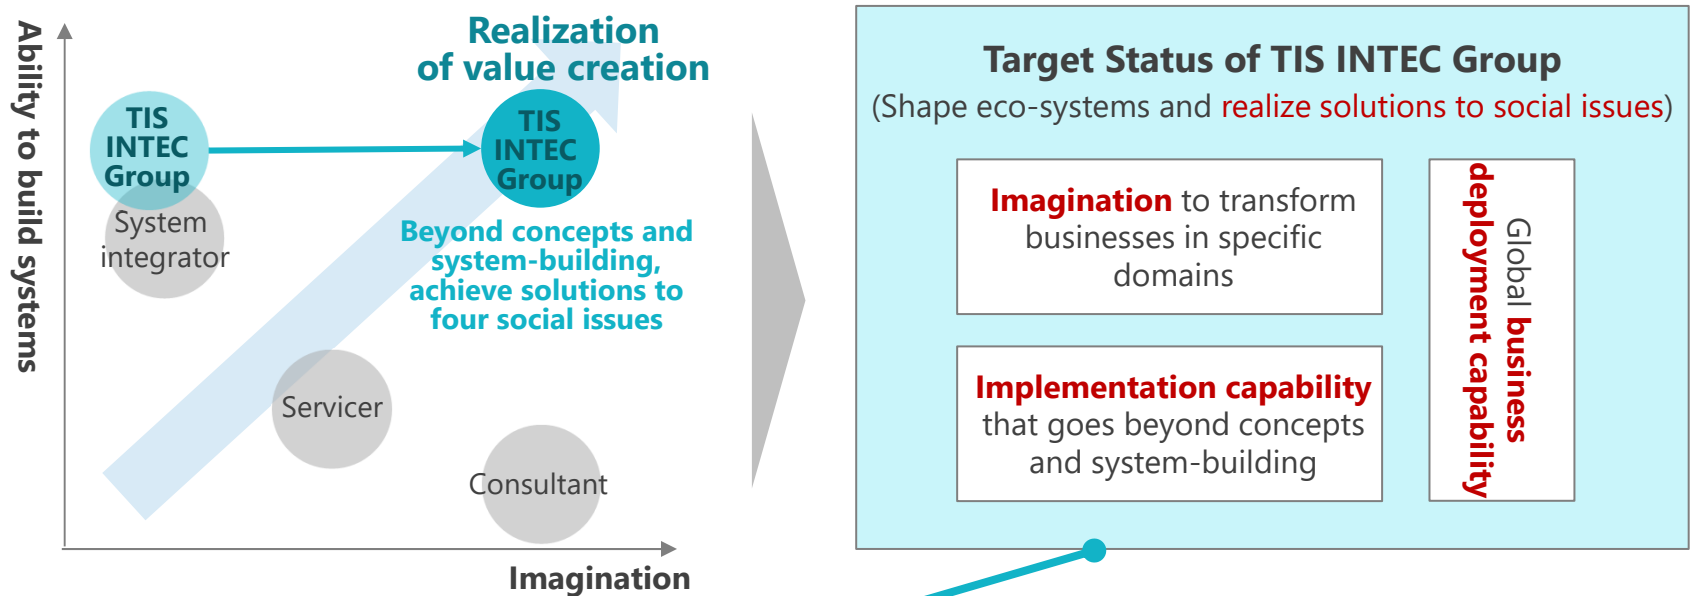 Ability to build systems
Realization
of value creation
TIS
INTEC
Group
TIS
INTEC
Group
System
integrator
Beyond concepts and
system-building,
achieve solutions to
four social issues
Servicer
Consultant
Imagination
Target Status of TIS INTEC Group
(Shape eco-systems and realize solutions to social issues)
Imagination to transform
businesses in specific
domains
Implementation capability
that goes beyond concepts
and system-building
Global business
deployment capability